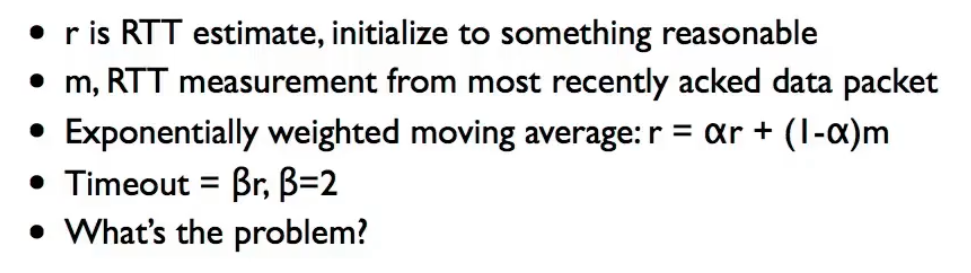 • r is RTT estimate, initialize to something reasonable
• m, RTT measurement from most recently acked data packet
• Exponentially weighted moving average: r = αr + (1-α)m
• Timeout = βr, β=2
• What's the problem?